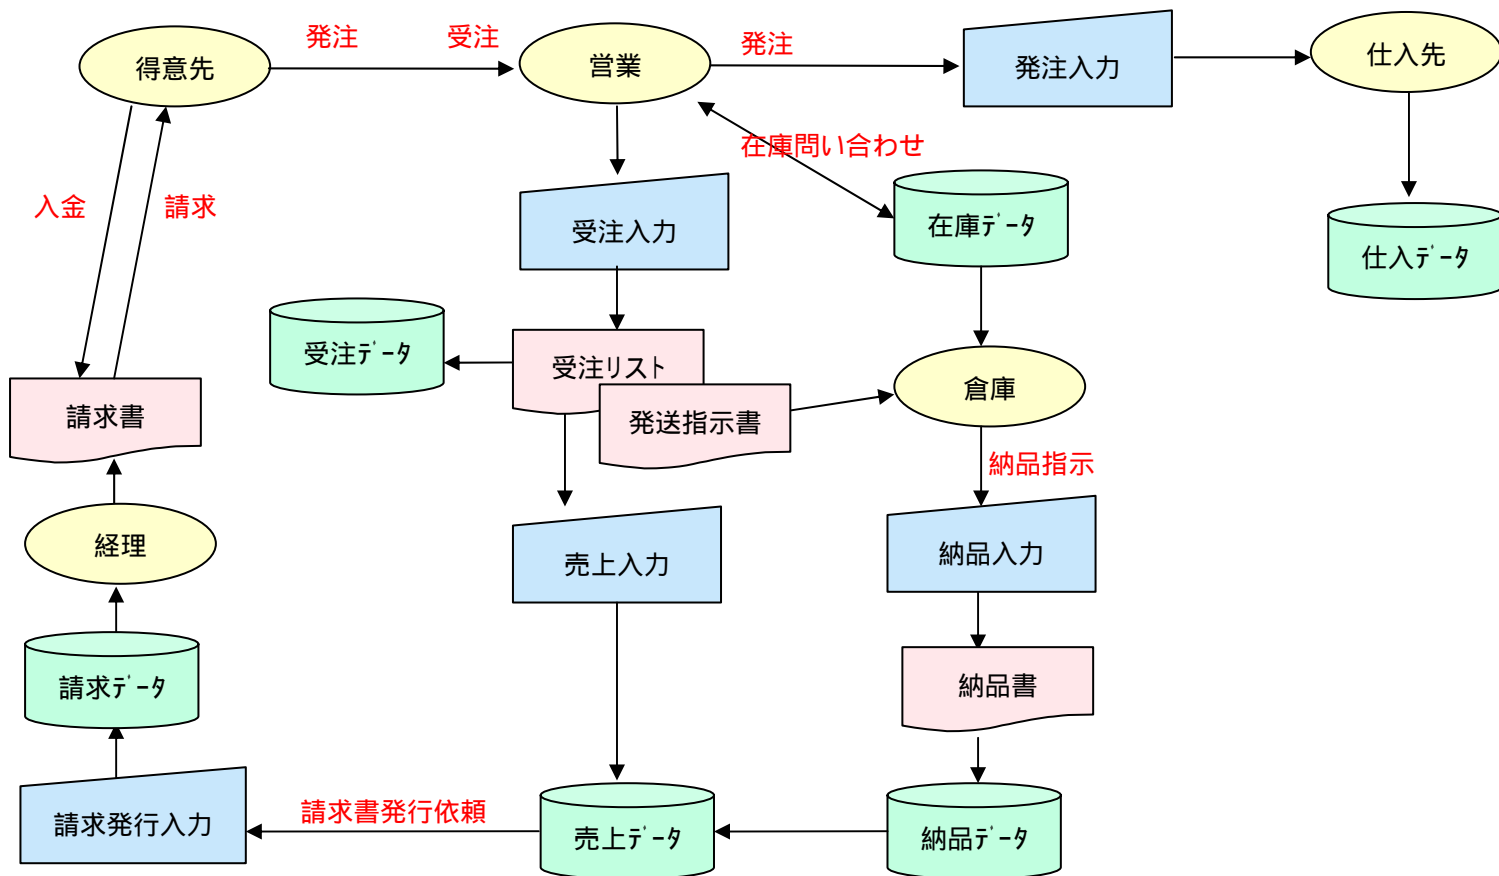 発注
受注
発注
得意先
営業
発注入力
仕入先
在庫問い合わせ
入金
請求
受注入力
在庫ﾃﾞｰﾀ
仕入ﾃﾞｰﾀ
受注ﾃﾞｰﾀ
受注リスト
倉庫
請求書
発送指示書
納品指示
経理
売上入力
納品入力
請求ﾃﾞｰﾀ
納品書
請求発行入力
請求書発行依頼
売上ﾃﾞｰﾀ
納品ﾃﾞｰﾀ